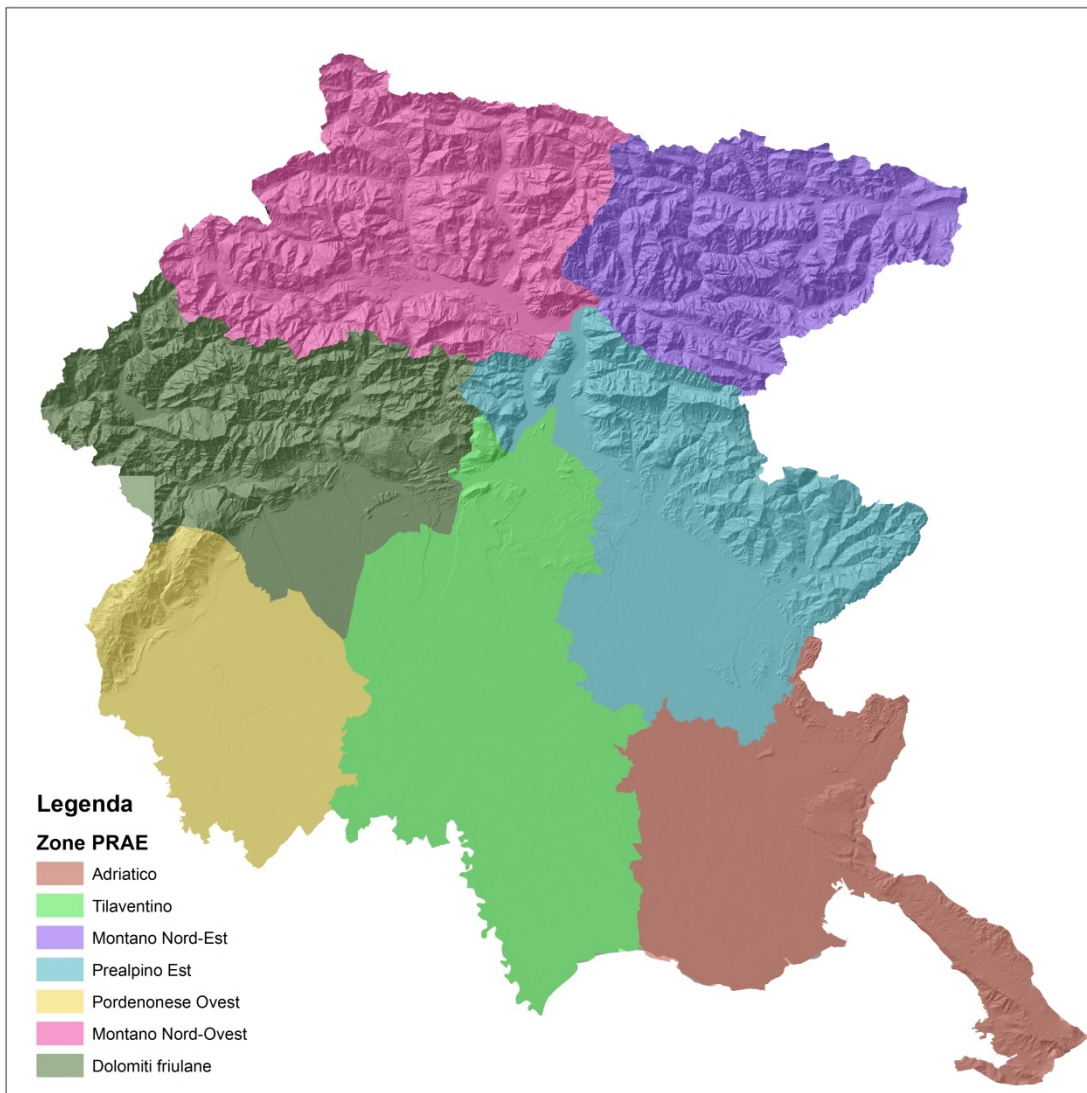 Legenda
Zone PRAE
Adriatico
Tilaventino
Montano Nord-Est
Prealpino Est
Pordenonese Ovest
Montano Nord-Ovest
Dolomiti friulane